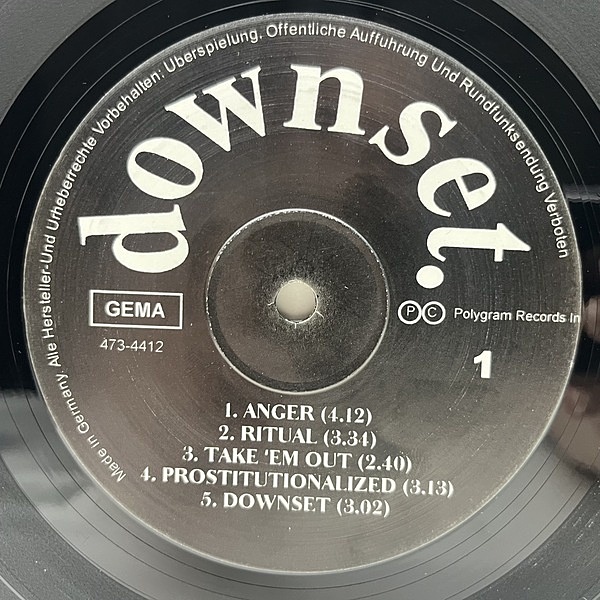 Made in Germany. Alle Hersteller-Und Urheberrechte Vorbehalten: Uberspielung, Offentliche Auffuhrung Und Rundfunksendung Verboten
downset.
GEMA
473-4412
P C Polygram Records In
1
1. ANGER (4.12)
2. RITUAL (3.34)
3. TAKE 'EM OUT (2.40)
4. PROSTITUTIONALIZED (3.13)
5. DOWNSET (3.02)